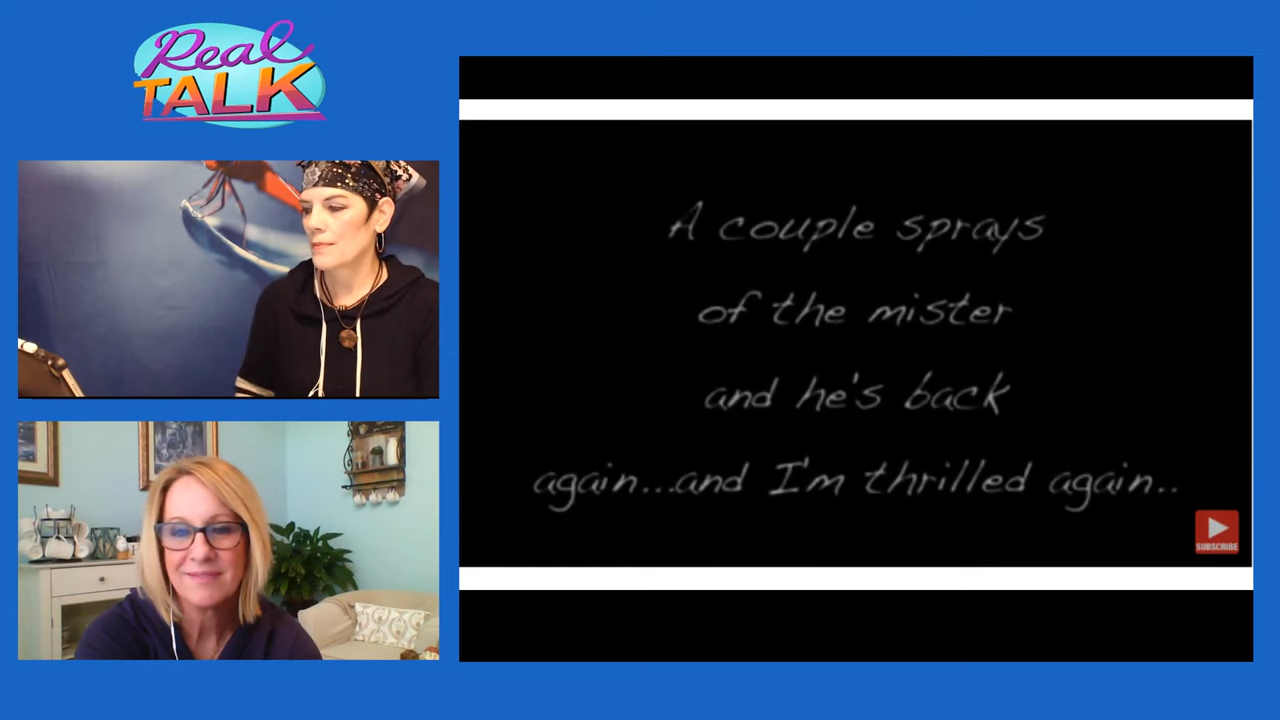 Real
TALK
A couple sprays
of the mister
and he's back
again...and I'm thrilled again..
SUBSCRIBE